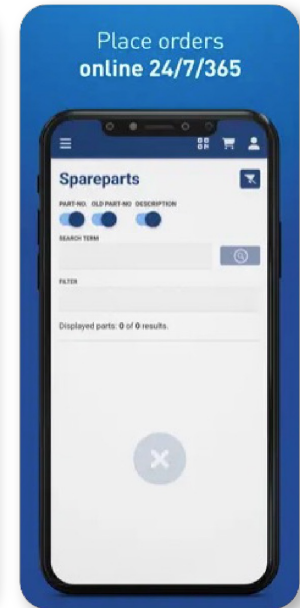 Place orders
online 24/7/365
Spareparts
PART-NO. OLD PART-NO DESCRIPTION
SEARCH TERM
FILTER
Displayed parts: 0 of 0 results.